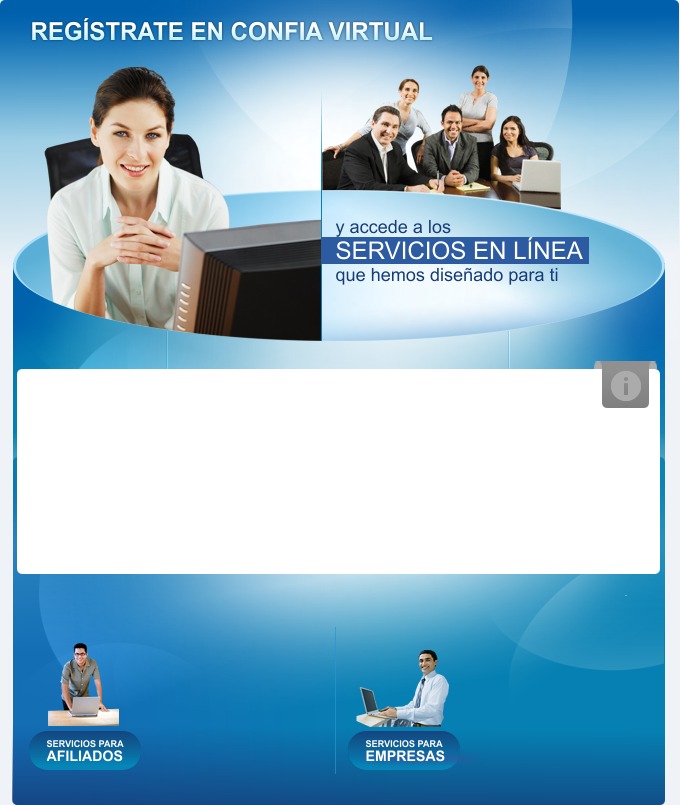 REGÍSTRATE EN CONFIA VIRTUAL
y accede a los
SERVICIOS EN LÍNEA
que hemos diseñado para ti
i
SERVICIOS PARA
AFILIADOS
SERVICIOS PARA
EMPRESAS